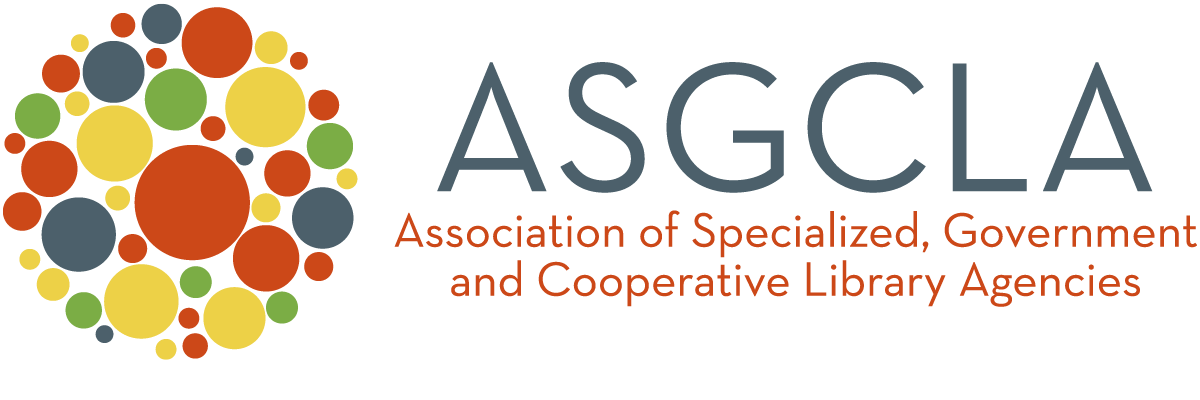 ASGCLA
Association of Specialized, Government
and Cooperative Library Agencies